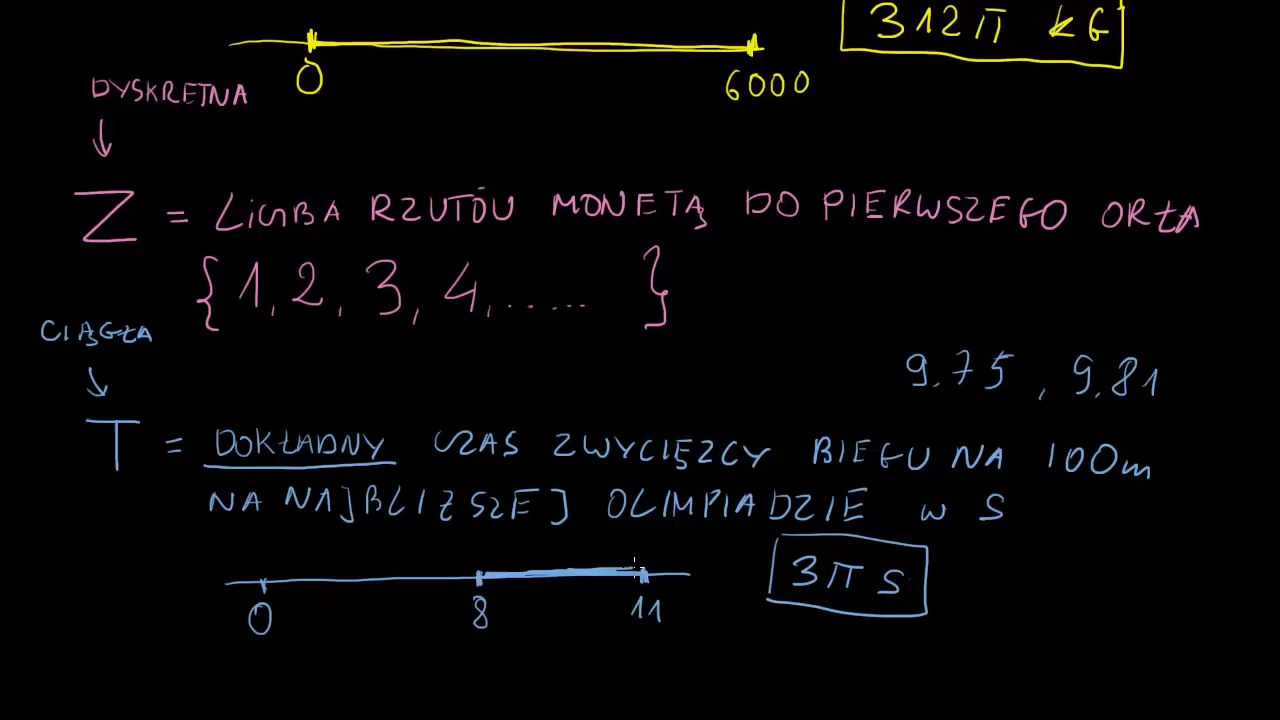 312π KG
0 6000
DYSKRETNA
Z = LICZBA RZUTÓW MONETĄ DO PIERWSZEGO ORŁA
{1, 2, 3, 4, ..... }
CIĄGŁA
9.75 , 9.81
T = DOKŁADNY CZAS ZWYCIĘZCY BIEGU NA 100m
NA NAJBLIŻSZEJ OLIMPIADZIE W S
3π S
0 8 11